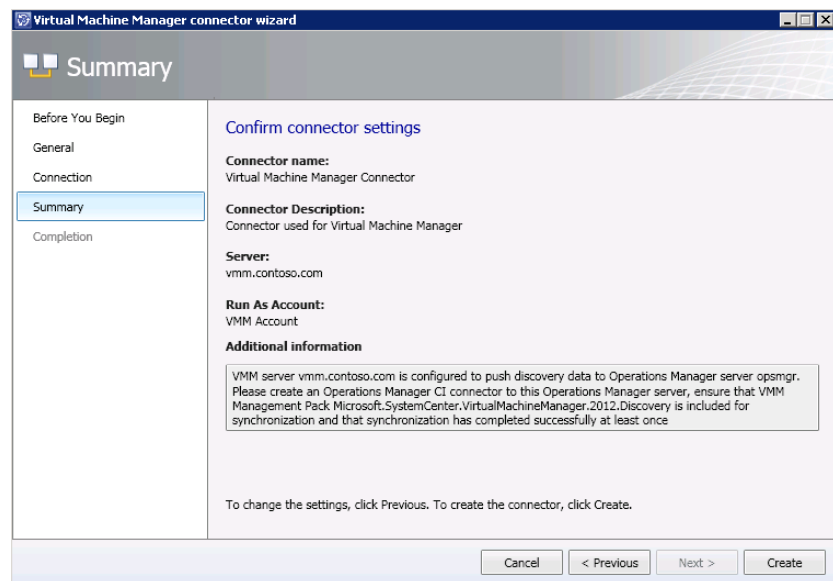 Virtual Machine Manager connector wizard
Summary
Before You Begin
General
Connection
Summary
Completion
Confirm connector settings
Connector name:
Virtual Machine Manager Connector
Connector Description:
Connector used for Virtual Machine Manager
Server:
vmm.contoso.com
Run As Account:
VMM Account
Additional information
VMM server vmm.contoso.com is configured to push discovery data to Operations Manager server opsmgr.
Please create an Operations Manager CI connector to this Operations Manager server, ensure that VMM
Management Pack Microsoft.SystemCenter.VirtualMachineManager.2012.Discovery is included for
synchronization and that synchronization has completed successfully at least once
To change the settings, click Previous. To create the connector, click Create.
Cancel
< Previous
Next >
Create